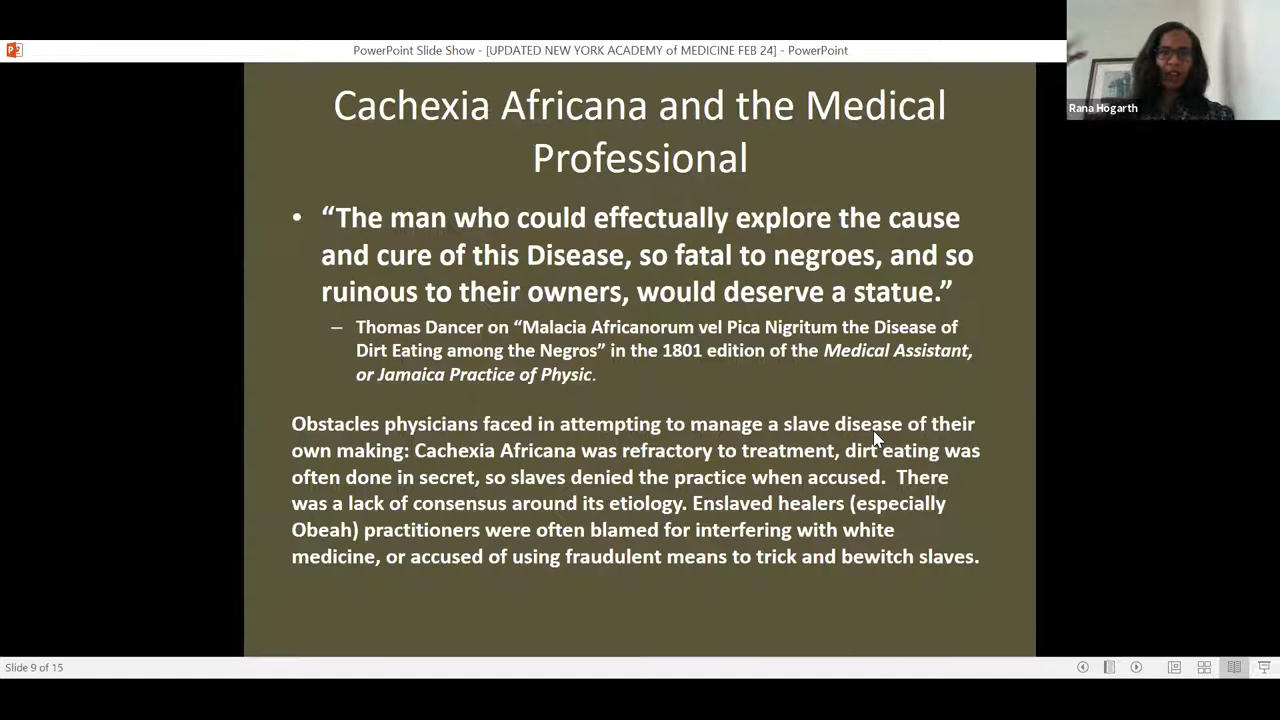 PowerPoint Slide Show - [UPDATED NEW YORK ACADEMY of MEDICINE FEB 24] - PowerPoint
Rana Hogarth
Cachexia Africana and the Medical
Professional
• “The man who could effectually explore the cause
and cure of this Disease, so fatal to negroes, and so
ruinous to their owners, would deserve a statue.”
– Thomas Dancer on “Malacia Africanorum vel Pica Nigritum the Disease of
Dirt Eating among the Negros” in the 1801 edition of the Medical Assistant,
or Jamaica Practice of Physic.
Obstacles physicians faced in attempting to manage a slave disease of their
own making: Cachexia Africana was refractory to treatment, dirt eating was
often done in secret, so slaves denied the practice when accused.  There
was a lack of consensus around its etiology. Enslaved healers (especially
Obeah) practitioners were often blamed for interfering with white
medicine, or accused of using fraudulent means to trick and bewitch slaves.
Slide 9 of 15